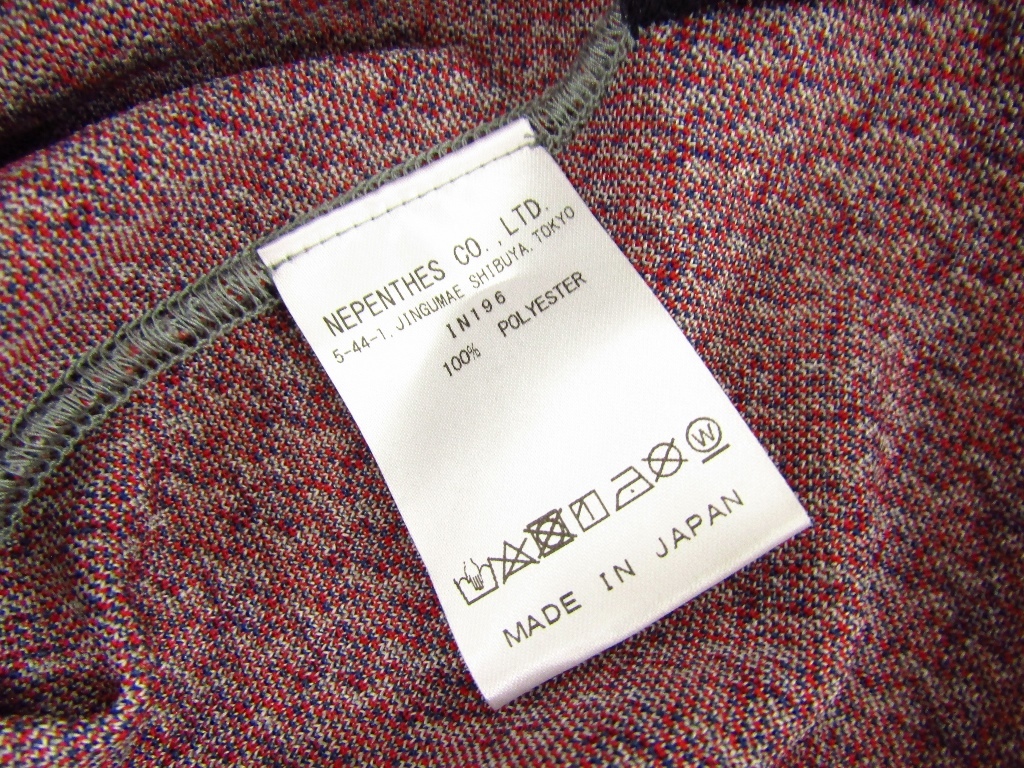 NEPENTHES CO.,LTD.
5-44-1, JINGUMAE SHIBUYA. TOKYO
IN196
100% POLYESTER
W
MADE IN JAPAN